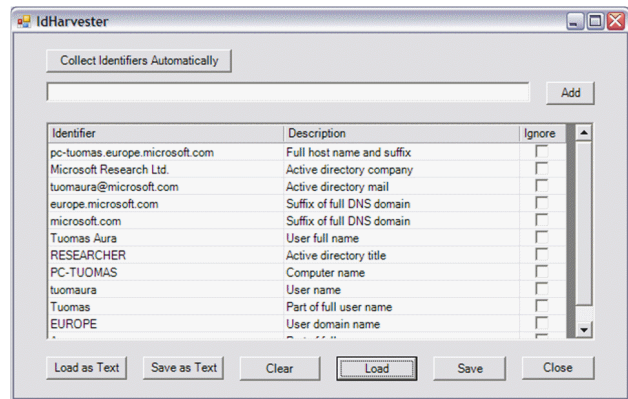 IdHarvester
Collect Identifiers Automatically
Add
Identifier Description Ignore
pc-tuomas.europe.microsoft.com Full host name and suffix
Microsoft Research Ltd. Active directory company
tuomaura@microsoft.com Active directory mail
europe.microsoft.com Suffix of full DNS domain
microsoft.com Suffix of full DNS domain
Tuomas Aura User full name
RESEARCHER Active directory title
PC-TUOMAS Computer name
tuomaura User name
Tuomas Part of full user name
EUROPE User domain name
Load as Text Save as Text Clear Load Save Close